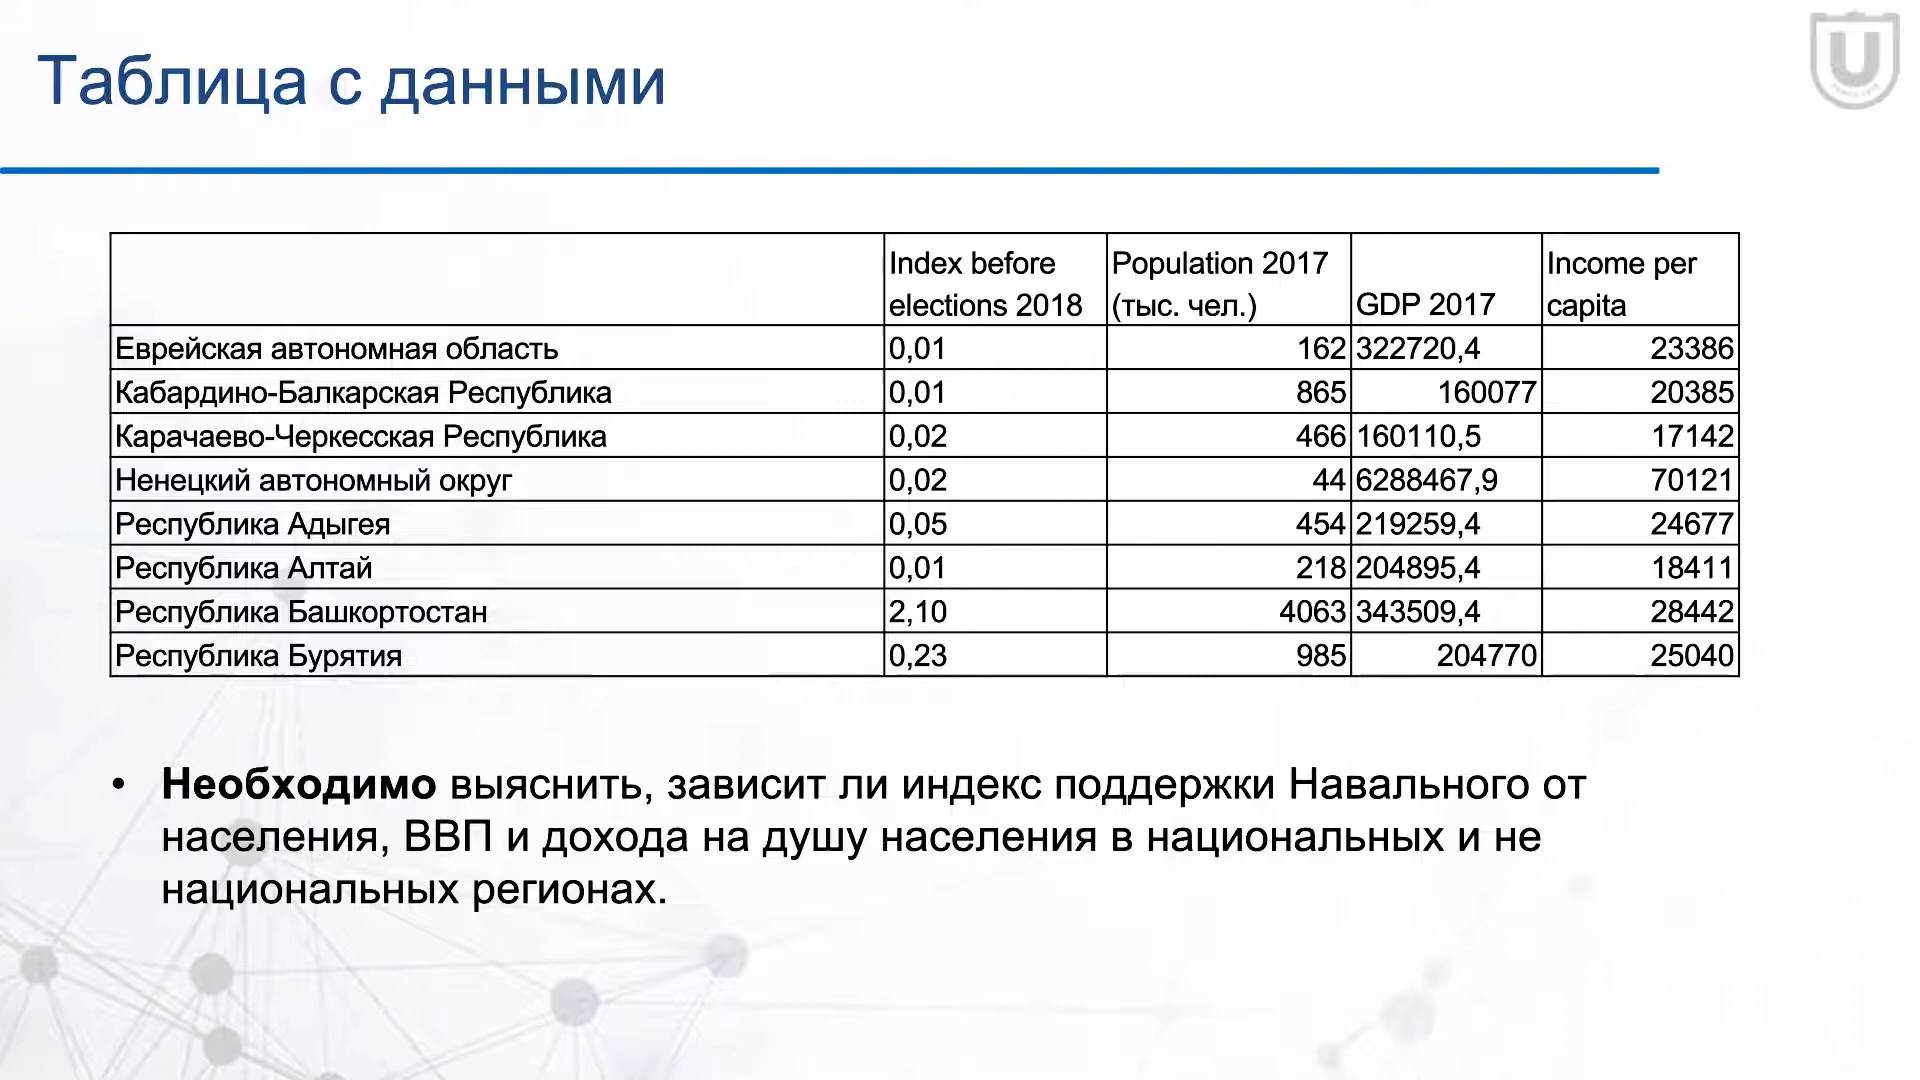 Таблица с данными
Index before elections 2018 Population 2017 (тыс. чел.) GDP 2017 Income per capita
Еврейская автономная область 0,01 162 322720,4 23386
Кабардино-Балкарская Республика 0,01 865 160077 20385
Карачаево-Черкесская Республика 0,02 466 160110,5 17142
Ненецкий автономный округ 0,02 44 6288467,9 70121
Республика Адыгея 0,05 454 219259,4 24677
Республика Алтай 0,01 218 204895,4 18411
Республика Башкортостан 2,10 4063 343509,4 28442
Республика Бурятия 0,23 985 204770 25040
• Необходимо выяснить, зависит ли индекс поддержки Навального от
населения, ВВП и дохода на душу населения в национальных и не
национальных регионах.